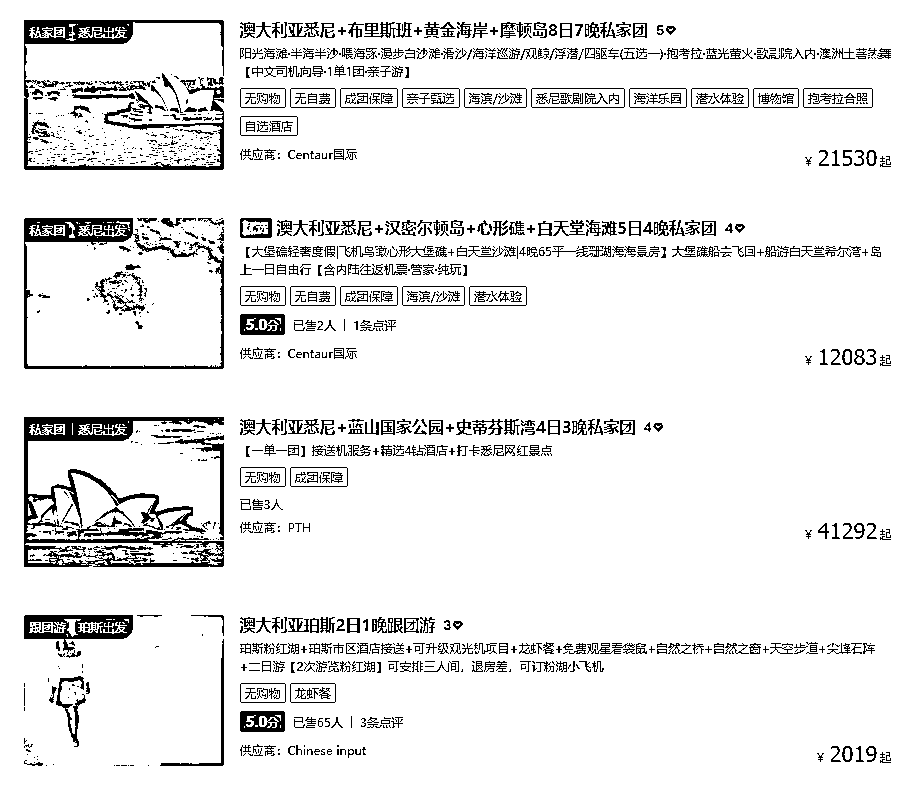 私家团 | 悉尼出发
澳大利亚悉尼+布里斯班+黄金海岸+摩顿岛8日7晚私家团 5
阳光海滩·半海半沙·喂海豚·漫步白沙滩·滑沙/海洋巡游/观鲸/浮潜/四驱车(五选一)·抱考拉·蓝光萤火·歌剧院入内·澳洲土著热舞
【中文司机向导·1单1团·亲子游】
无购物 无自费 成团保障 亲子甄选 海滨/沙滩 悉尼歌剧院入内 海洋乐园 潜水体验 博物馆 抱考拉合照
自选酒店
供应商：Centaur国际
¥ 21530起
私家团 | 悉尼出发
澳大利亚悉尼+汉密尔顿岛+心形礁+白天堂海滩5日4晚私家团 4
【大堡礁轻奢度假|飞机鸟瞰心形大堡礁+白天堂沙滩|4晚65平一线珊瑚海海景房】大堡礁船去飞回+船游白天堂希尔湾+岛
上一日自由行【含内陆往返机票·管家·纯玩】
无购物 无自费 成团保障 海滨/沙滩 潜水体验
5.0分 已售2人 | 1条点评
供应商：Centaur国际
¥ 12083起
私家团 | 悉尼出发
澳大利亚悉尼+蓝山国家公园+史蒂芬斯湾4日3晚私家团 4
【一单一团】接送机服务+精选4钻酒店+打卡悉尼网红景点
无购物 成团保障
已售3人
供应商：PTH
¥ 41292起
跟团游 | 珀斯出发
澳大利亚珀斯2日1晚跟团游 3
珀斯粉红湖+珀斯市区酒店接送+可升级观光机项目+龙虾餐+免费观星看袋鼠+自然之桥+自然之窗+天空步道+尖峰石阵
+二日游【2次游览粉红湖】可安排三人间，退房差，可订粉湖小飞机
无购物 龙虾餐
5.0分 已售65人 | 3条点评
供应商：Chinese input
¥ 2019起